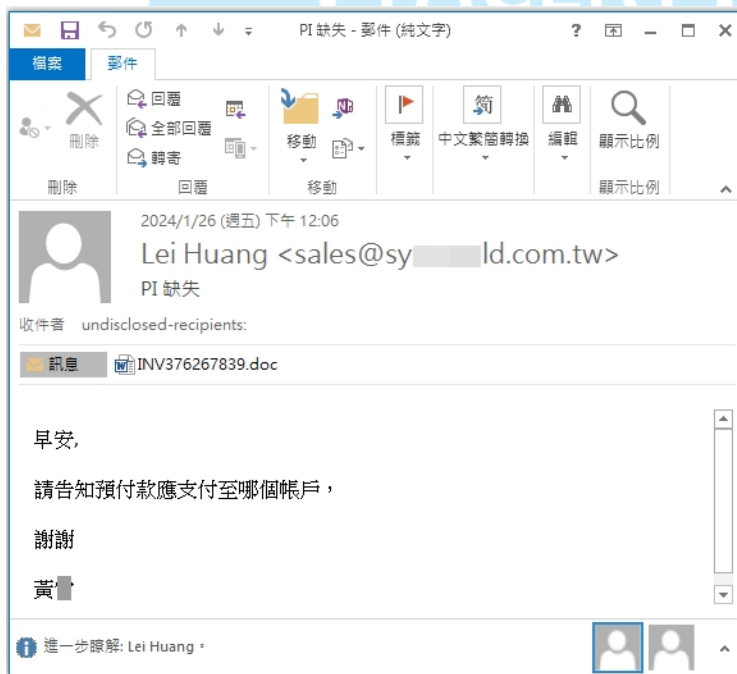 PI 缺失 - 郵件 (純文字)
檔案 郵件
刪除
回覆
全部回覆
轉寄
移動
標籤
中文繁簡轉換
編輯
顯示比例
刪除 回覆 移動 顯示比例
2024/1/26 (週五) 下午 12:06
Lei Huang <sales@sy ld.com.tw>
PI 缺失
收件者 undisclosed-recipients:
訊息 INV376267839.doc
早安,
請告知預付款應支付至哪個帳戶，
謝謝
黃
進一步瞭解: Lei Huang。